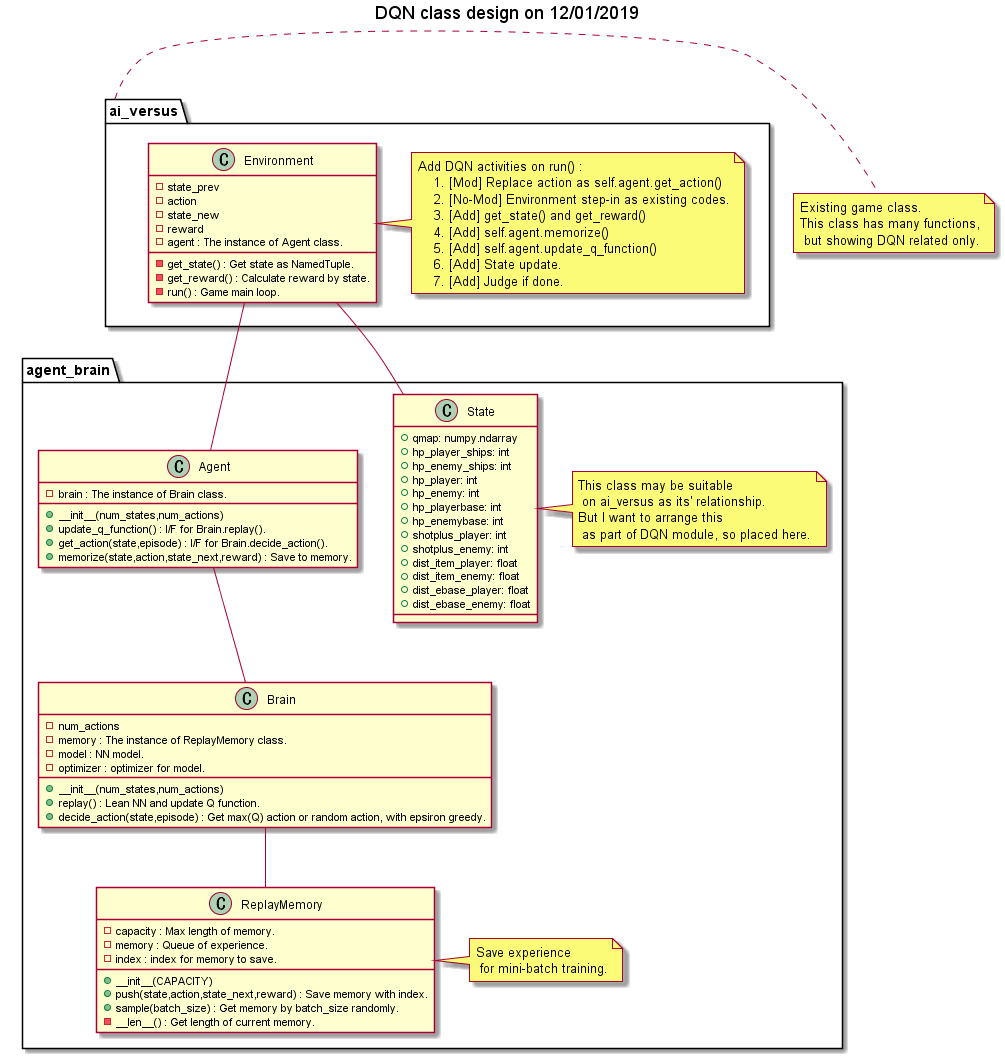 DQN class design on 12/01/2019
ai_versus
C Environment
state_prev
action
state_new
reward
agent : The instance of Agent class.
get_state() : Get state as NamedTuple.
get_reward() : Calculate reward by state.
run() : Game main loop.
Add DQN activities on run() :
1. [Mod] Replace action as self.agent.get_action()
2. [No-Mod] Environment step-in as existing codes.
3. [Add] get_state() and get_reward()
4. [Add] self.agent.memorize()
5. [Add] self.agent.update_q_function()
6. [Add] State update.
7. [Add] Judge if done.
Existing game class.
This class has many functions,
but showing DQN related only.
agent_brain
C Agent
brain : The instance of Brain class.
__init__(num_states,num_actions)
update_q_function() : I/F for Brain.replay().
get_action(state,episode) : I/F for Brain.decide_action().
memorize(state,action,state_next,reward) : Save to memory.
C State
qmap: numpy.ndarray
hp_player_ships: int
hp_enemy_ships: int
hp_player: int
hp_enemy: int
hp_playerbase: int
hp_enemybase: int
shotplus_player: int
shotplus_enemy: int
dist_item_player: float
dist_item_enemy: float
dist_ebase_player: float
dist_ebase_enemy: float
This class may be suitable
on ai_versus as its' relationship.
But I want to arrange this
as part of DQN module, so placed here.
C Brain
num_actions
memory : The instance of ReplayMemory class.
model : NN model.
optimizer : optimizer for model.
__init__(num_states,num_actions)
replay() : Lean NN and update Q function.
decide_action(state,episode) : Get max(Q) action or random action, with epsiron greedy.
C ReplayMemory
capacity : Max length of memory.
memory : Queue of experience.
index : index for memory to save.
__init__(CAPACITY)
push(state,action,state_next,reward) : Save memory with index.
sample(batch_size) : Get memory by batch_size randomly.
__len__() : Get length of current memory.
Save experience
for mini-batch training.